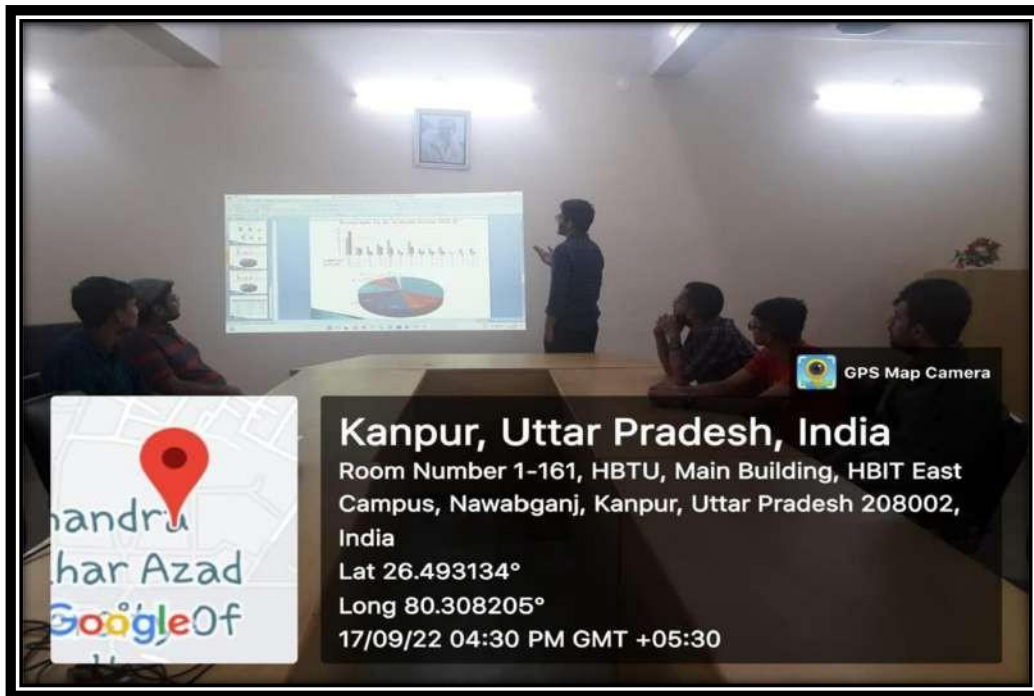 GPS Map Camera
Kanpur, Uttar Pradesh, India
Room Number 1-161, HBTU, Main Building, HBIT East
Campus, Nawabganj, Kanpur, Uttar Pradesh 208002,
India
Lat 26.493134°
Long 80.308205°
17/09/22 04:30 PM GMT +05:30
handra
har Azad
Google
Of